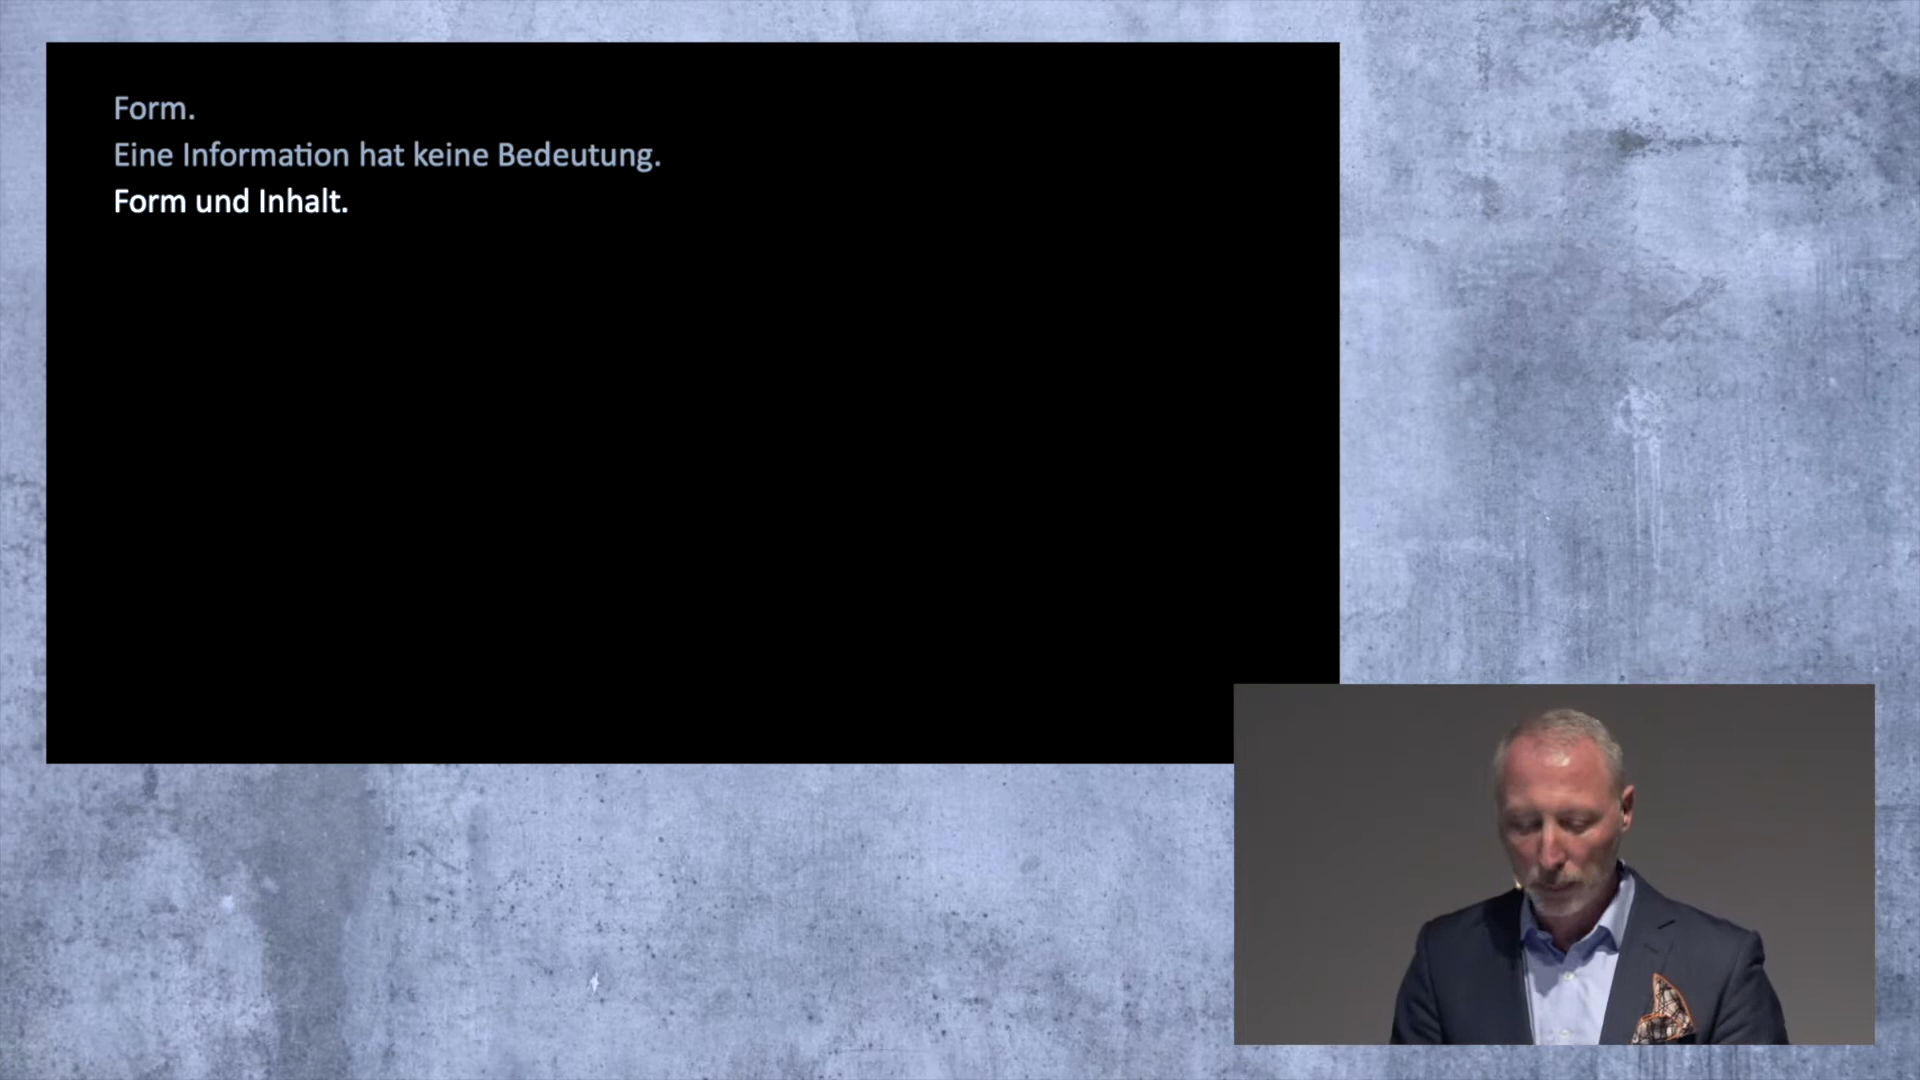 Form.
Eine Information hat keine Bedeutung.
Form und Inhalt.